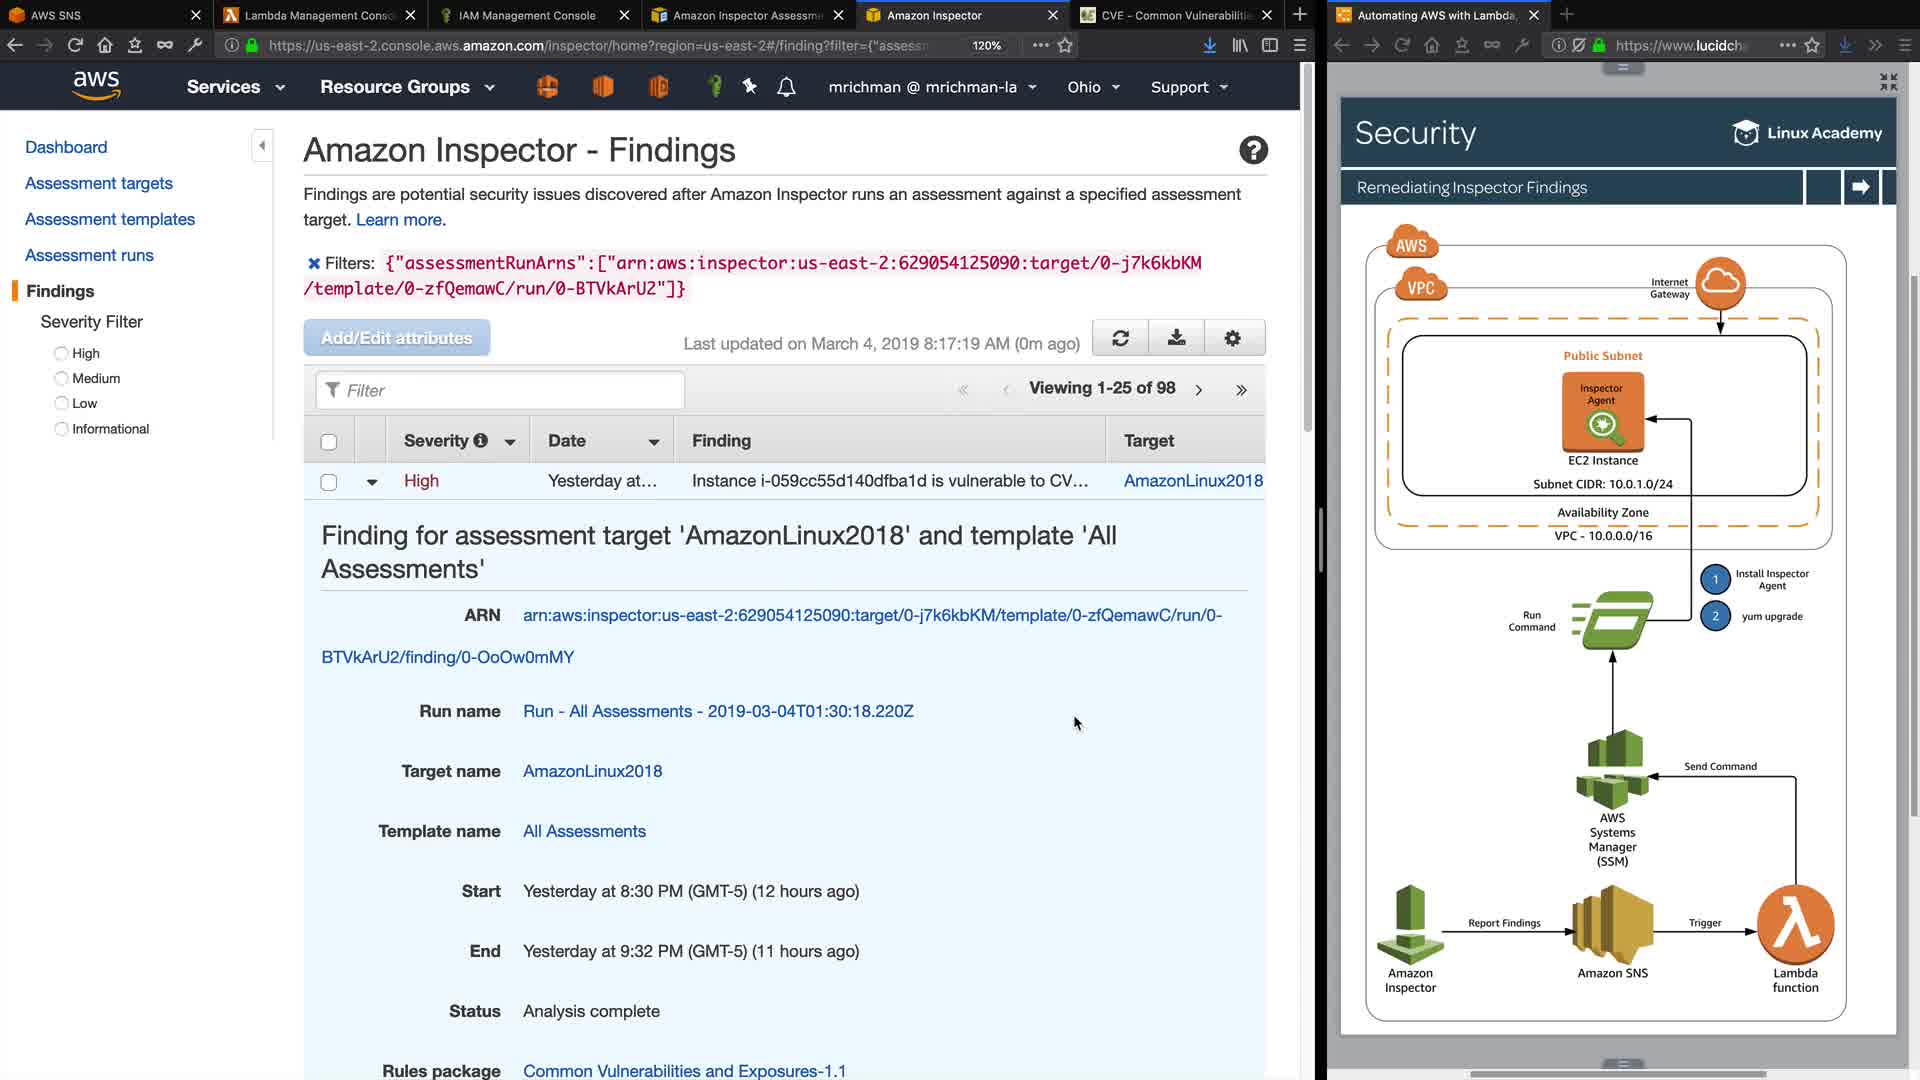 AWS SNS
Lambda Management Conso
IAM Management Console
Amazon Inspector Assessme
Amazon Inspector
CVE - Common Vulnerabilitie
Automating AWS with Lambda,
https://us-east-2.console.aws.amazon.com/inspector/home?region=us-east-2#/finding?filter={"assess
120%
https://www.lucidch
aws
Services
Resource Groups
mrichman @ mrichman-la
Ohio
Support
Dashboard
Assessment targets
Assessment templates
Assessment runs
Findings
Severity Filter
High
Medium
Low
Informational
Amazon Inspector - Findings
Findings are potential security issues discovered after Amazon Inspector runs an assessment against a specified assessment
target. Learn more.
Filters: {"assessmentRunArns":["arn:aws:inspector:us-east-2:629054125090:target/0-j7k6kbKM
/template/0-zfQemawC/run/0-BTVkArU2"]}
Add/Edit attributes
Last updated on March 4, 2019 8:17:19 AM (0m ago)
Filter
Viewing 1-25 of 98
Severity
Date
Finding
Target
High
Yesterday at...
Instance i-059cc55d140dfba1d is vulnerable to CV...
AmazonLinux2018
Finding for assessment target 'AmazonLinux2018' and template 'All
Assessments'
ARN arn:aws:inspector:us-east-2:629054125090:target/0-j7k6kbKM/template/0-zfQemawC/run/0-
BTVkArU2/finding/0-OoOw0mMY
Run name Run - All Assessments - 2019-03-04T01:30:18.220Z
Target name AmazonLinux2018
Template name All Assessments
Start Yesterday at 8:30 PM (GMT-5) (12 hours ago)
End Yesterday at 9:32 PM (GMT-5) (11 hours ago)
Status Analysis complete
Rules package Common Vulnerabilities and Exposures-1.1
Security
Linux Academy
Remediating Inspector Findings
AWS
VPC
Internet
Gateway
Public Subnet
Inspector
Agent
EC2 Instance
Subnet CIDR: 10.0.1.0/24
Availability Zone
VPC - 10.0.0.0/16
1 Install Inspector
Agent
2 yum upgrade
Run
Command
Send Command
AWS
Systems
Manager
(SSM)
Report Findings
Trigger
Amazon
Inspector
Amazon SNS
Lambda
function